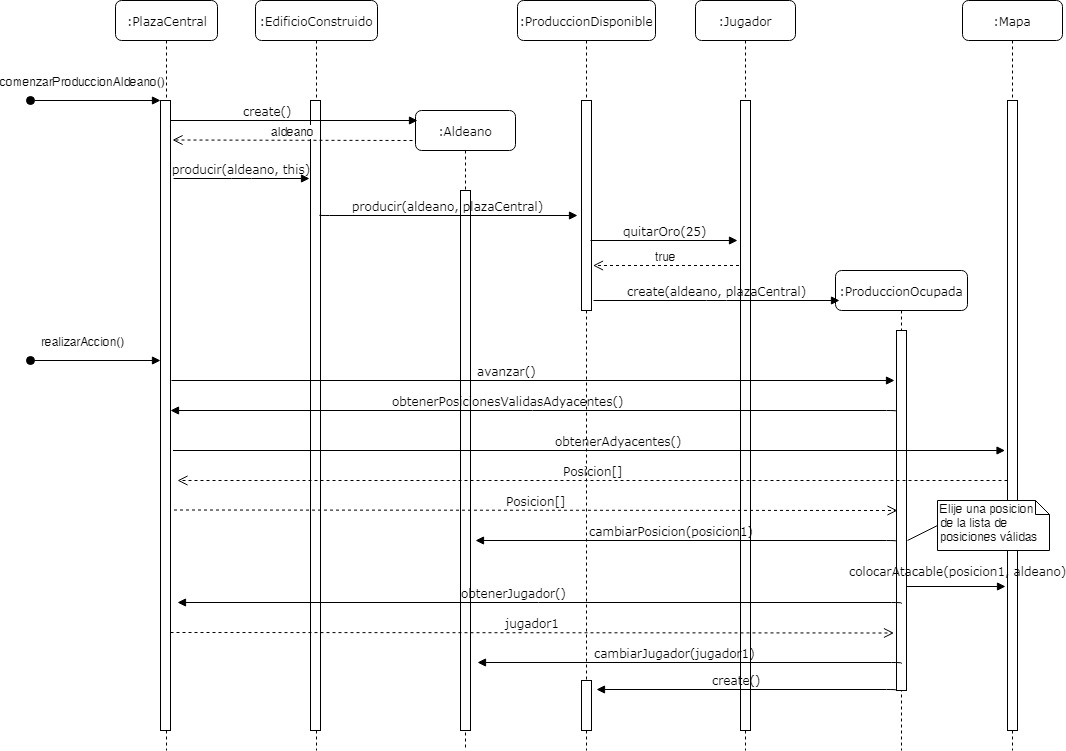 :PlazaCentral
:EdificioConstruido
:ProduccionDisponible
:Jugador
:Mapa
comenzarProduccionAldeano()
create()
:Aldeano
aldeano
producir(aldeano, this)
producir(aldeano, plazaCentral)
quitarOro(25)
true
create(aldeano, plazaCentral)
:ProduccionOcupada
realizarAccion()
avanzar()
obtenerPosicionesValidasAdyacentes()
obtenerAdyacentes()
Posicion[]
Posicion[]
Elije una posicion
de la lista de
posiciones válidas
cambiarPosicion(posicion1)
colocarAtacable(posicion1, aldeano)
obtenerJugador()
jugador1
cambiarJugador(jugador1)
create()